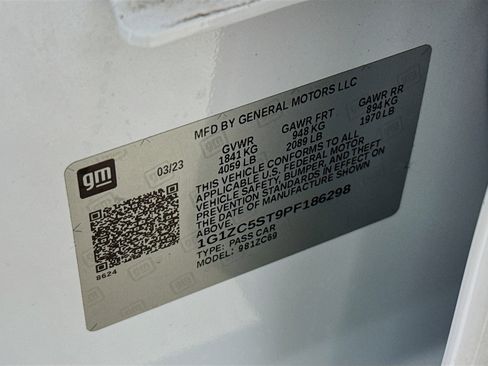 MFD BY GENERAL MOTORS LLC
gm
03/23
GVWR GAWR FRT GAWR RR
1841 KG 948 KG 894 KG
4059 LB 2089 LB 1970 LB
THIS VEHICLE CONFORMS TO ALL
APPLICABLE U.S. FEDERAL MOTOR
VEHICLE SAFETY, BUMPER, AND THEFT
PREVENTION STANDARDS IN EFFECT ON
THE DATE OF MANUFACTURE SHOWN
ABOVE.
1G1ZC5ST9PF186298
TYPE: PASS CAR
MODEL: 981ZC69
8624